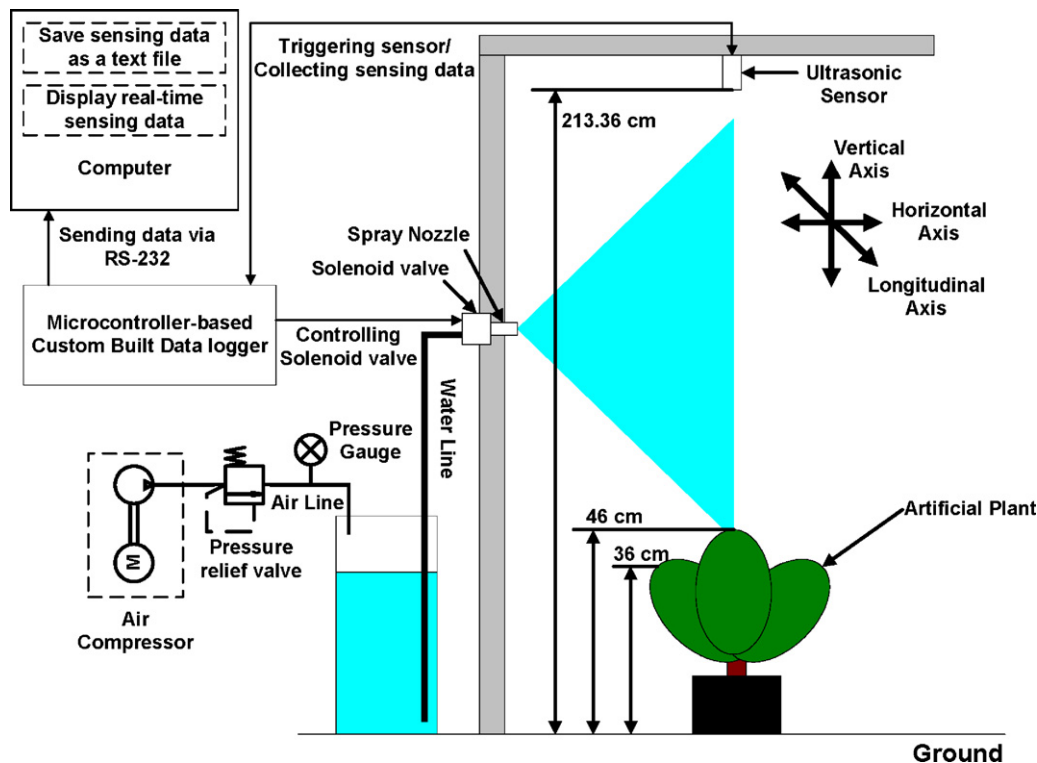 Save sensing data
as a text file
Display real-time
sensing data
Computer
Triggering sensor/
Collecting sensing data
Ultrasonic
Sensor
213.36 cm
Vertical
Axis
Horizontal
Axis
Longitudinal
Axis
Sending data via
RS-232
Spray Nozzle
Solenoid valve
Microcontroller-based
Custom Built Data logger
Controlling
Solenoid valve
Water Line
Pressure
Gauge
Air Line
Pressure
relief valve
M
Air
Compressor
46 cm
36 cm
Artificial Plant
Ground